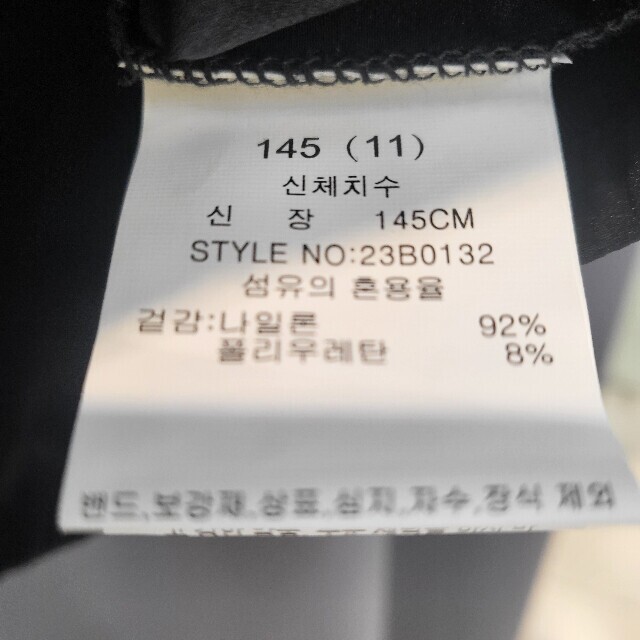 145 (11)
신체치수
신 장 145CM
STYLE NO:23B0132
섬유의 혼용율
겉감:나일론 92%
폴리우레탄 8%
밴드,보강재,상표,심지,자수,장식 제외